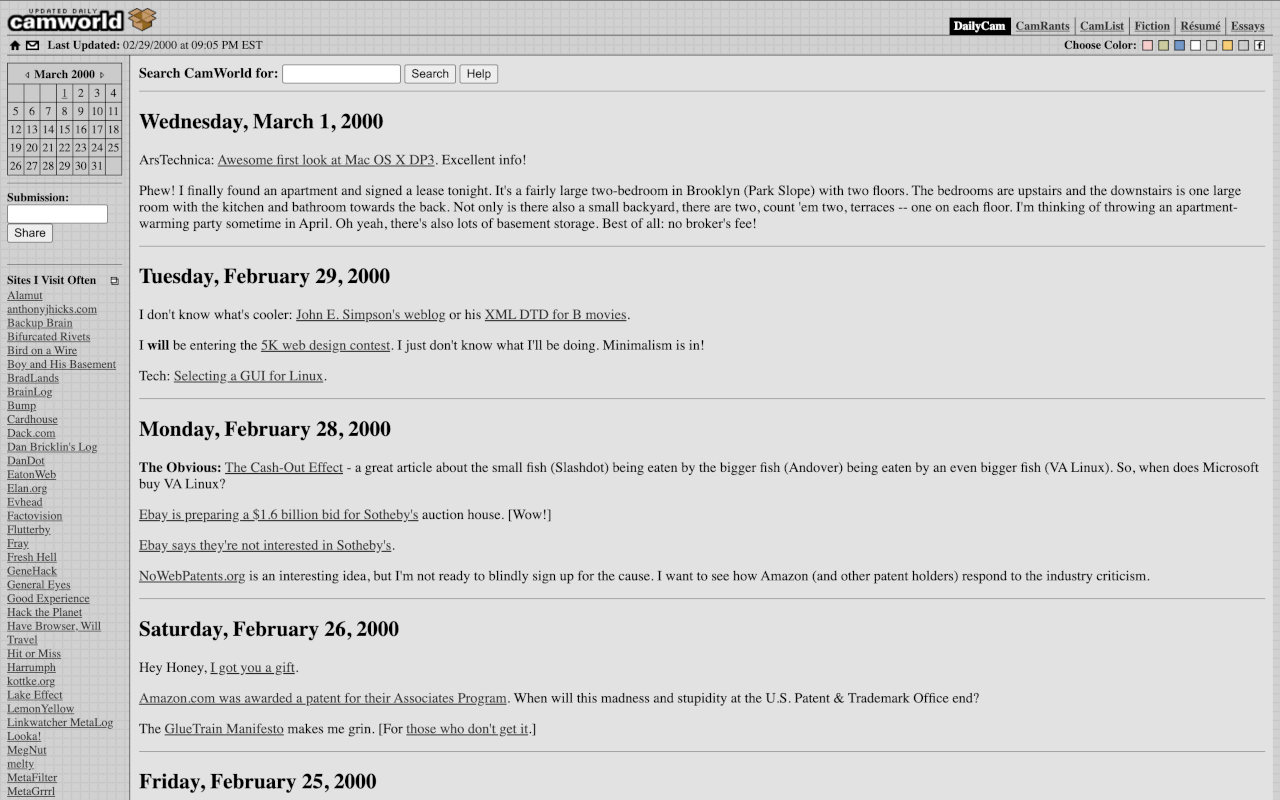 UPDATED DAILY
camworld
DailyCam
CamRants
CamList
Fiction
Résumé
Essays
Last Updated: 02/29/2000 at 09:05 PM EST
Choose Color:
March 2000
1 2 3 4
5 6 7 8 9 10 11
12 13 14 15 16 17 18
19 20 21 22 23 24 25
26 27 28 29 30 31
Submission:
Share
Sites I Visit Often
Alamut
anthonyjhicks.com
Backup Brain
Bifurcated Rivets
Bird on a Wire
Boy and His Basement
BradLands
BrainLog
Bump
Cardhouse
Dack.com
Dan Bricklin's Log
DanDot
EatonWeb
Elan.org
Evhead
Factovision
Flutterby
Fray
Fresh Hell
GeneHack
General Eyes
Good Experience
Hack the Planet
Have Browser, Will
Travel
Hit or Miss
Harrumph
kottke.org
Lake Effect
LemonYellow
Linkwatcher MetaLog
Looka!
MegNut
melty
MetaFilter
MetaGrrrl
Search CamWorld for:
Search
Help
Wednesday, March 1, 2000
ArsTechnica: Awesome first look at Mac OS X DP3. Excellent info!
Phew! I finally found an apartment and signed a lease tonight. It's a fairly large two-bedroom in Brooklyn (Park Slope) with two floors. The bedrooms are upstairs and the downstairs is one large
room with the kitchen and bathroom towards the back. Not only is there also a small backyard, there are two, count 'em two, terraces -- one on each floor. I'm thinking of throwing an apartment-
warming party sometime in April. Oh yeah, there's also lots of basement storage. Best of all: no broker's fee!
Tuesday, February 29, 2000
I don't know what's cooler: John E. Simpson's weblog or his XML DTD for B movies.
I will be entering the 5K web design contest. I just don't know what I'll be doing. Minimalism is in!
Tech: Selecting a GUI for Linux.
Monday, February 28, 2000
The Obvious: The Cash-Out Effect - a great article about the small fish (Slashdot) being eaten by the bigger fish (Andover) being eaten by an even bigger fish (VA Linux). So, when does Microsoft
buy VA Linux?
Ebay is preparing a $1.6 billion bid for Sotheby's auction house. [Wow!]
Ebay says they're not interested in Sotheby's.
NoWebPatents.org is an interesting idea, but I'm not ready to blindly sign up for the cause. I want to see how Amazon (and other patent holders) respond to the industry criticism.
Saturday, February 26, 2000
Hey Honey, I got you a gift.
Amazon.com was awarded a patent for their Associates Program. When will this madness and stupidity at the U.S. Patent & Trademark Office end?
The GlueTrain Manifesto makes me grin. [For those who don't get it.]
Friday, February 25, 2000